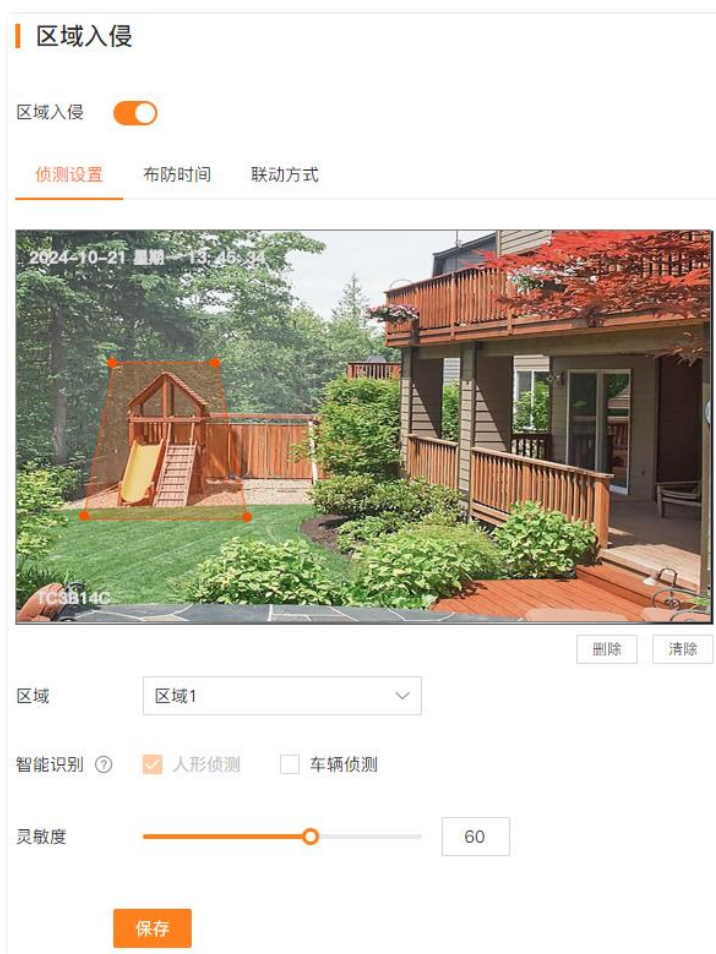 区域入侵
区域入侵
侦测设置 布防时间 联动方式
2024-10-21 星期一 13:45:34
TC3B14C
删除 清除
区域 区域1
智能识别 ? 人形侦测 车辆侦测
灵敏度 60
保存